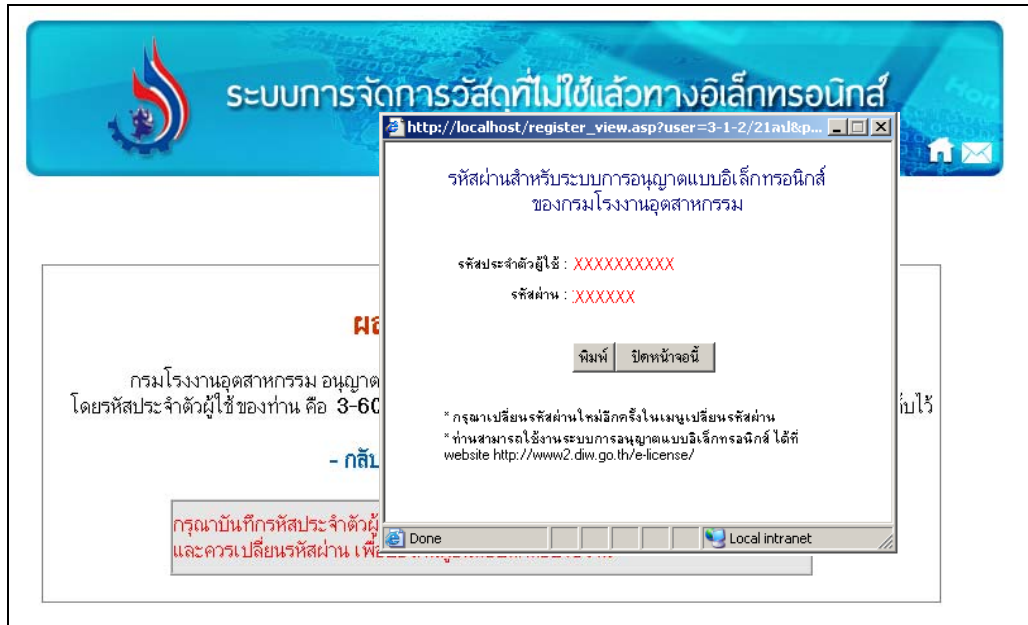 ระบบการจัดการวัสดุที่ไม่ใช้แล้วทางอิเล็กทรอนิกส์
http://localhost/register_view.asp?user=3-1-2/21ลป&p...
รหัสผ่านสำหรับระบบการอนุญาตแบบอิเล็กทรอนิกส์
ของกรมโรงงานอุตสาหกรรม
รหัสประจำตัวผู้ใช้ : XXXXXXXXXX
รหัสผ่าน : XXXXXX
พิมพ์ ปิดหน้าจอนี้
* กรุณาเปลี่ยนรหัสผ่านใหม่อีกครั้งในเมนูเปลี่ยนรหัสผ่าน
* ท่านสามารถใช้งานระบบการอนุญาตแบบอิเล็กทรอนิกส์ ได้ที่
website http://www2.diw.go.th/e-license/
Done Local intranet
กรมโรงงานอุตสาหกรรม อนุญาต
โดยรหัสประจำตัวผู้ใช้ของท่าน คือ 3-60
- กลับ
กรุณาบันทึกรหัสประจำตัวผู้
และควรเปลี่ยนรหัสผ่าน